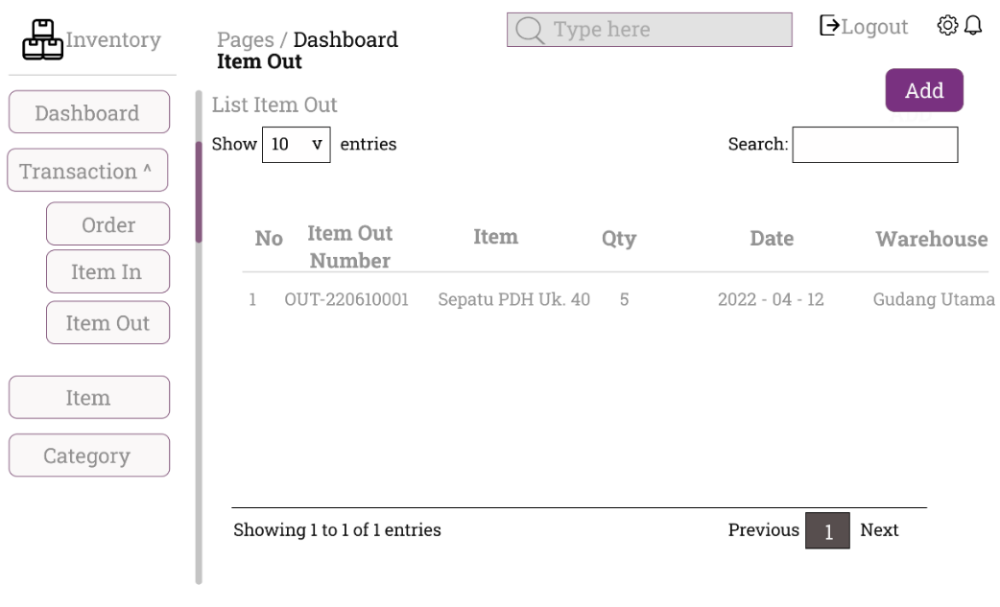 Inventory
Pages / Dashboard
Item Out
Type here
Logout
Dashboard
Transaction ^
Order
Item In
Item Out
Item
Category
List Item Out
Add
Show 10 v entries
Search:
No Item Out Number Item Qty Date Warehouse
1 OUT-220610001 Sepatu PDH Uk. 40 5 2022 - 04 - 12 Gudang Utama
Showing 1 to 1 of 1 entries
Previous 1 Next